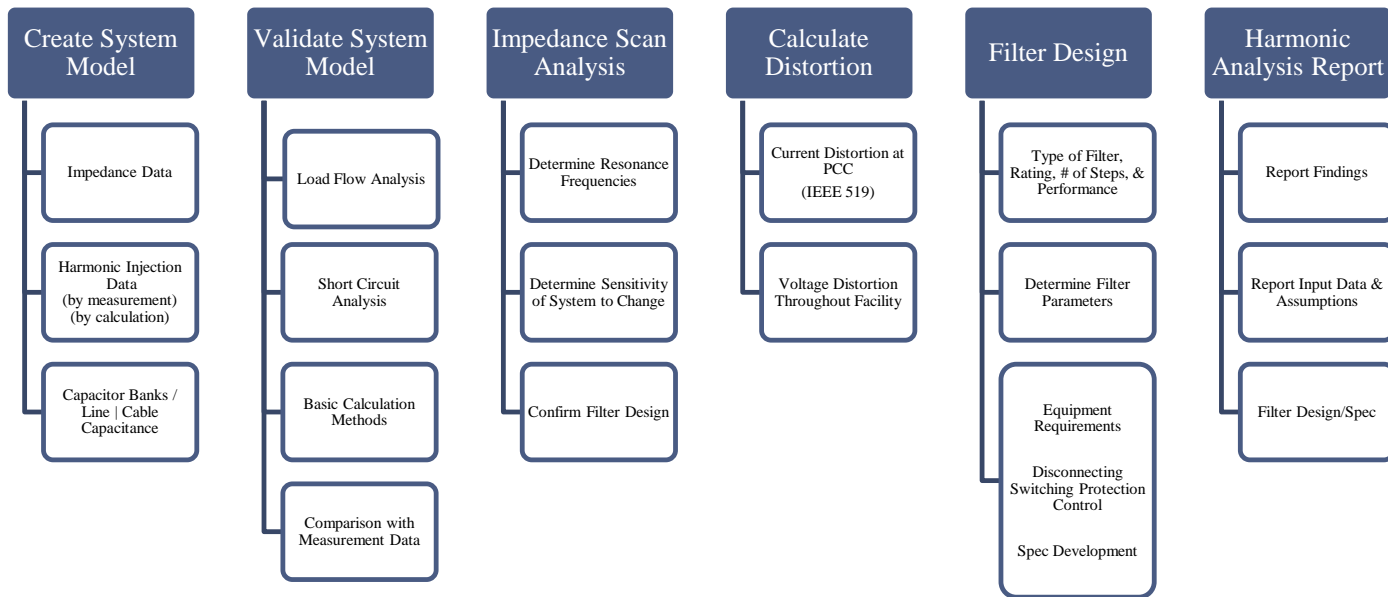 Create System
Model
Impedance Data
Harmonic Injection
Data
(by measurement)
(by calculation)
Capacitor Banks /
Line | Cable
Capacitance
Validate System
Model
Load Flow Analysis
Short Circuit
Analysis
Basic Calculation
Methods
Comparison with
Measurement Data
Impedance Scan
Analysis
Determine Resonance
Frequencies
Determine Sensitivity
of System to Change
Confirm Filter Design
Calculate
Distortion
Current Distortion at
PCC
(IEEE 519)
Voltage Distortion
Throughout Facility
Filter Design
Type of Filter,
Rating, # of Steps, &
Performance
Determine Filter
Parameters
Equipment
Requirements
Disconnecting
Switching Protection
Control
Spec Development
Harmonic
Analysis Report
Report Findings
Report Input Data &
Assumptions
Filter Design/Spec